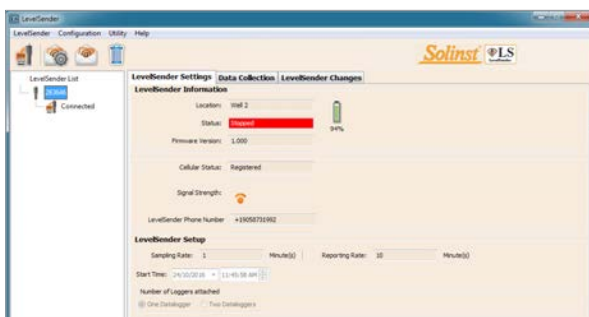 LevelSender
LevelSender Configuration Utility Help
Solinst LS
LevelSender List
Connected
LevelSender Settings Data Collection LevelSender Changes
LevelSender Information
Location: Well 2
Status: Stopped
94%
Firmware Version: 1.000
Cellular Status: Registered
Signal Strength:
LevelSender Phone Number +19058731992
LevelSender Setup
Sampling Rate: 1 Minute(s) Reporting Rate: 10 Minute(s)
Start Time: 24/10/2016 11:45:58 AM
Number of Loggers attached
One Datalogger Two Dataloggers